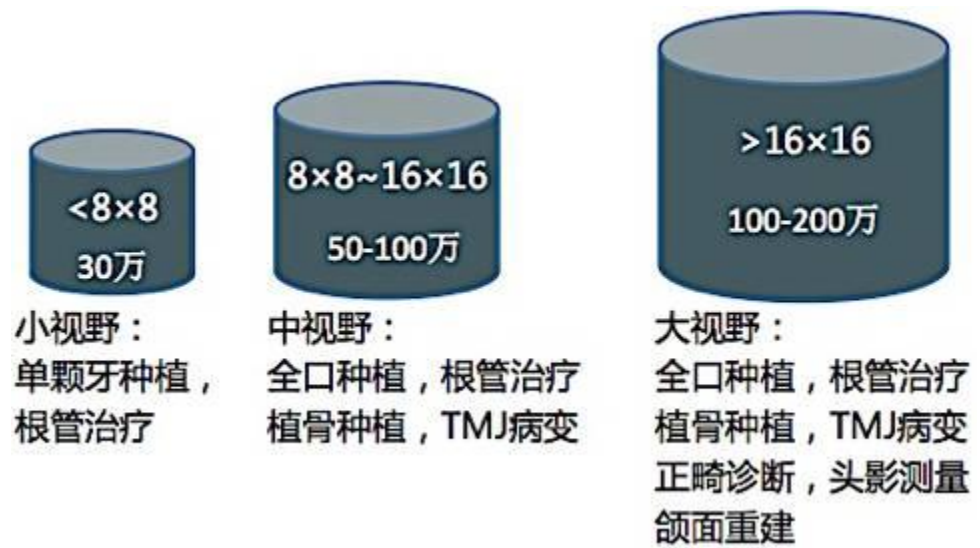 <8×8
30万
小视野：
单颗牙种植，
根管治疗
8×8~16×16
50-100万
中视野：
全口种植，根管治疗
植骨种植，TMJ病变
>16×16
100-200万
大视野：
全口种植，根管治疗
植骨种植，TMJ病变
正畸诊断，头影测量
颌面重建